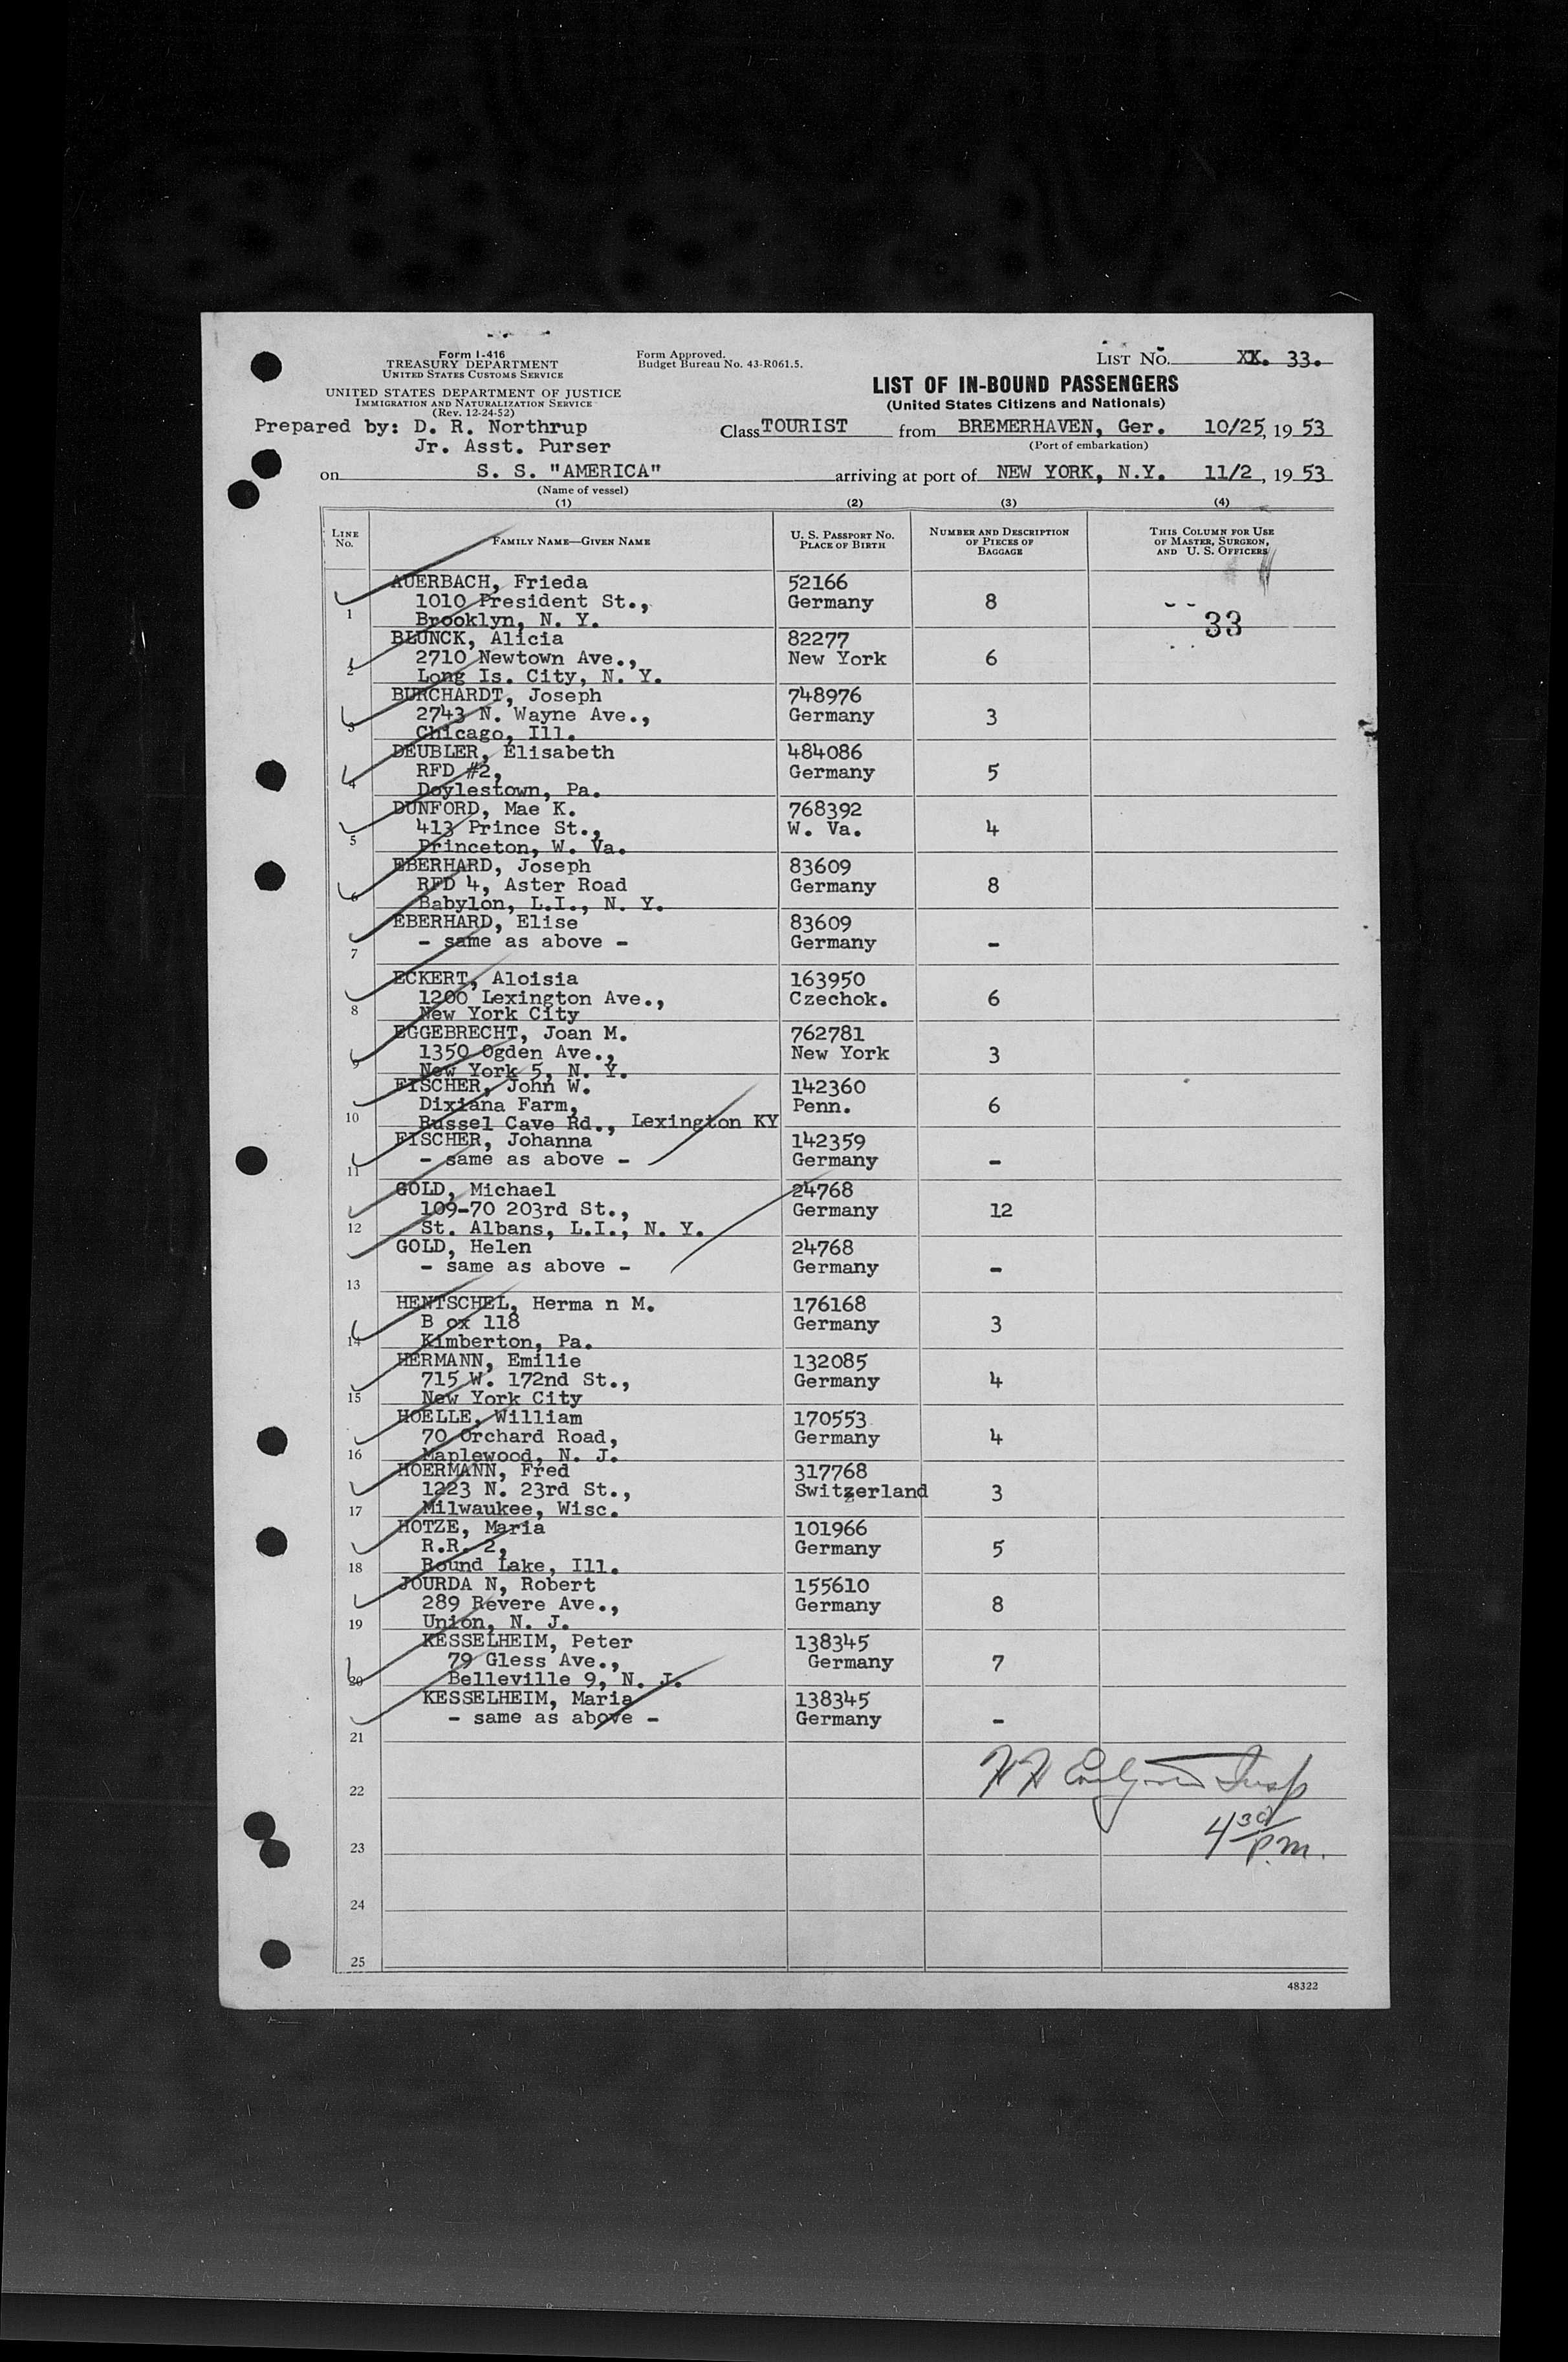 Form I-416
TREASURY DEPARTMENT
UNITED STATES CUSTOMS SERVICE
Form Approved.
Budget Bureau No. 43-R061.5.
LIST NO. XX. 33.
UNITED STATES DEPARTMENT OF JUSTICE
IMMIGRATION AND NATURALIZATION SERVICE
(Rev. 12-24-52)
LIST OF IN-BOUND PASSENGERS
(United States Citizens and Nationals)
Prepared by: D. R. Northrup
Jr. Asst. Purser
Class TOURIST from BREMERHAVEN, Ger. 10/25, 19 53
(Port of embarkation)
on S. S. "AMERICA" arriving at port of NEW YORK, N.Y. 11/2, 19 53
(Name of vessel)
(1) (2) (3) (4)
LINE NO.
FAMILY NAME—GIVEN NAME
U. S. PASSPORT NO.
PLACE OF BIRTH
NUMBER AND DESCRIPTION
OF PIECES OF
BAGGAGE
THIS COLUMN FOR USE
OF MASTER, SURGEON,
AND U. S. OFFICERS
AUERBACH, Frieda 52166
1 1010 President St., Germany 8
Brooklyn, N. Y.
33
BLUNCK, Alicia 82277
2 2710 Newtown Ave., New York 6
Long Is. City, N. Y.
BURCHARDT, Joseph 748976
3 2743 N. Wayne Ave., Germany 3
Chicago, Ill.
DEUBLER, Elisabeth 484086
4 RFD #2, Germany 5
Doylestown, Pa.
DUNFORD, Mae K. 768392
5 413 Prince St., W. Va. 4
Princeton, W. Va.
EBERHARD, Joseph 83609
6 RFD 4, Aster Road Germany 8
Babylon, L.I., N. Y.
EBERHARD, Elise 83609
7 - same as above - Germany -
ECKERT, Aloisia 163950
8 1200 Lexington Ave., Czechok. 6
New York City
EGGEBRECHT, Joan M. 762781
9 1350 Ogden Ave., New York 3
New York 5, N. Y.
FISCHER, John W. 142360
10 Dixiana Farm, Penn. 6
Russel Cave Rd., Lexington KY
FISCHER, Johanna 142359
11 - same as above - Germany -
GOLD, Michael 24768
12 109-70 203rd St., Germany 12
St. Albans, L.I., N. Y.
GOLD, Helen 24768
13 - same as above - Germany -
HENTSCHEL, Herma n M. 176168
14 B ox 118 Germany 3
Kimberton, Pa.
HERMANN, Emilie 132085
15 715 W. 172nd St., Germany 4
New York City
HOELLE, William 170553
16 70 Orchard Road, Germany 4
Maplewood, N. J.
HOERMANN, Fred 317768
17 1223 N. 23rd St., Switzerland 3
Milwaukee, Wisc.
HOTZE, Maria 101966
18 R.R. 2, Germany 5
Round Lake, Ill.
JOURDA N, Robert 155610
19 289 Revere Ave., Germany 8
Union, N. J.
KESSELHEIM, Peter 138345
20 79 Gless Ave., Germany 7
Belleville 9, N. J.
KESSELHEIM, Maria 138345
21 - same as above - Germany -
22
23 4 30 p.m.
24
25
48322